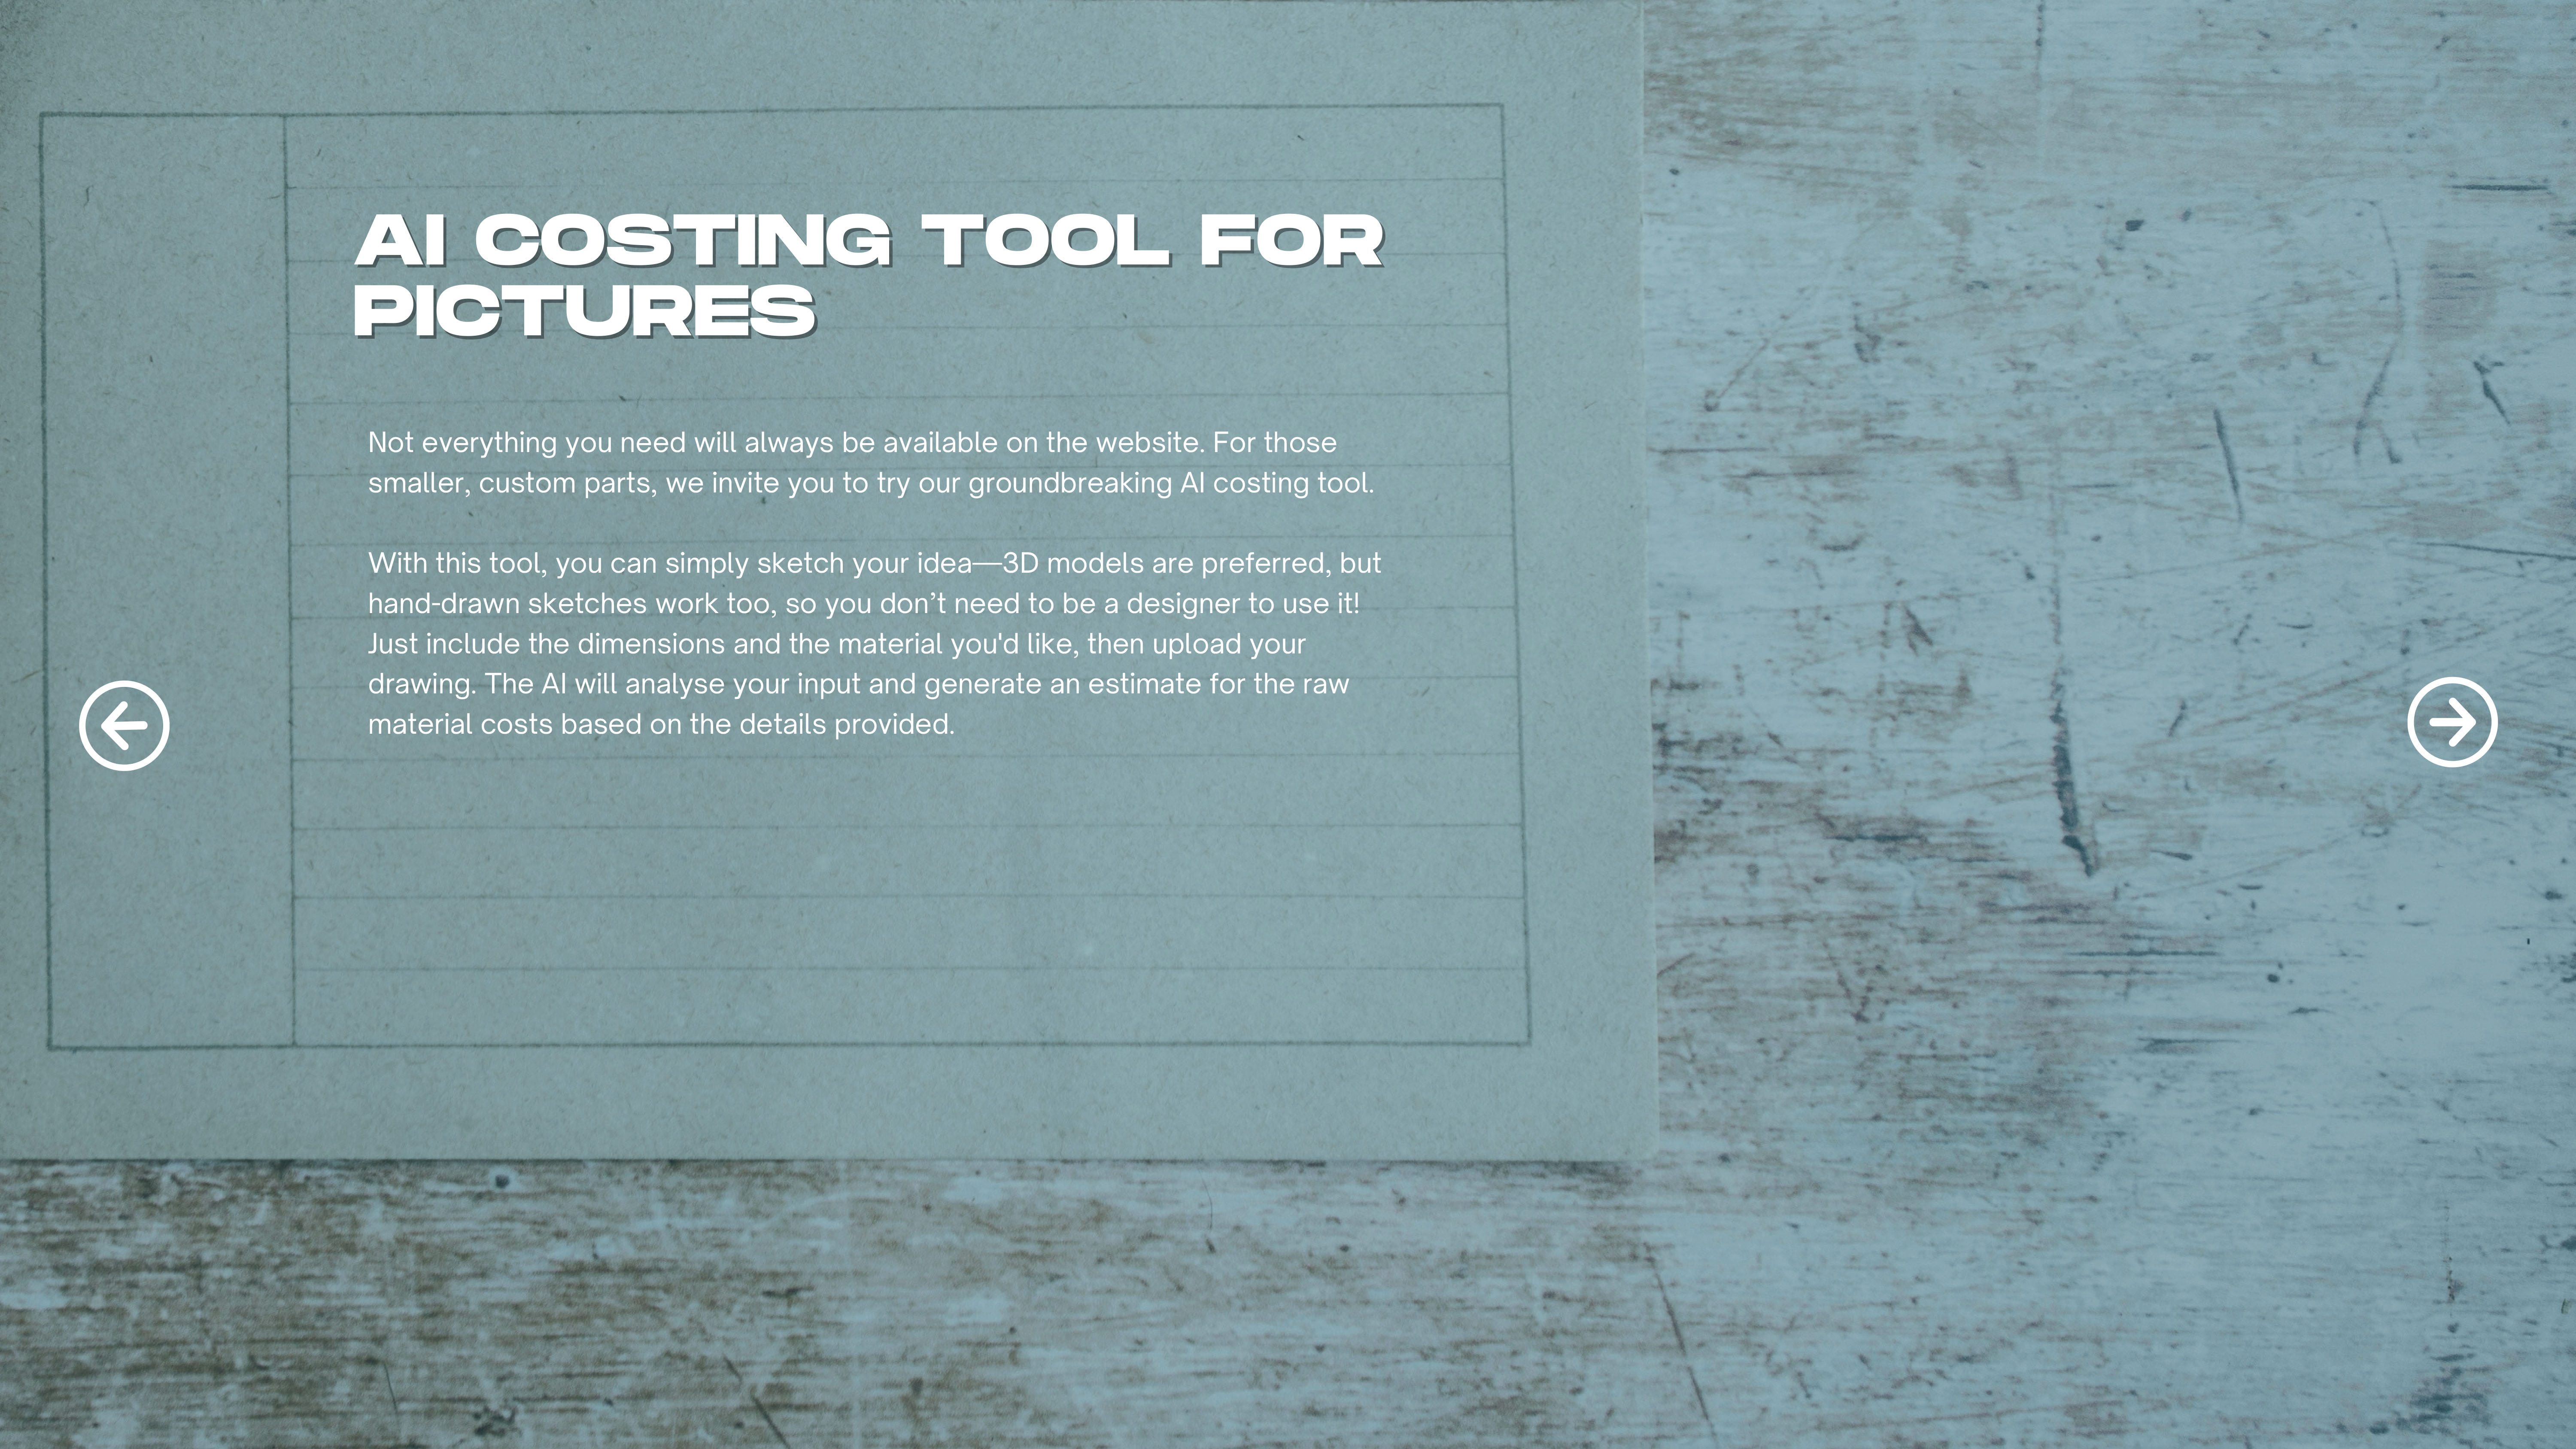 AI COSTING TOOL FOR
PICTURES
Not everything you need will always be available on the website. For those
smaller, custom parts, we invite you to try our groundbreaking AI costing tool.
With this tool, you can simply sketch your idea—3D models are preferred, but
hand-drawn sketches work too, so you don’t need to be a designer to use it!
Just include the dimensions and the material you'd like, then upload your
drawing. The AI will analyse your input and generate an estimate for the raw
material costs based on the details provided.